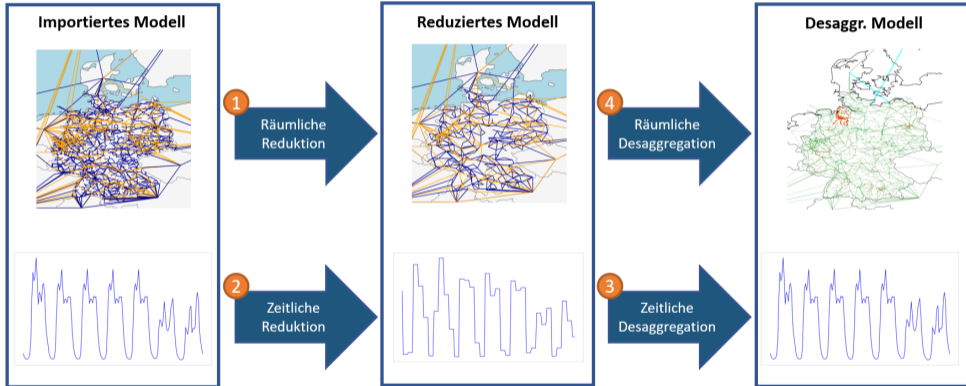 Importiertes Modell
Reduziertes Modell
Desaggr. Modell
1
Räumliche
Reduktion
4
Räumliche
Desaggregation
2
Zeitliche
Reduktion
3
Zeitliche
Desaggregation